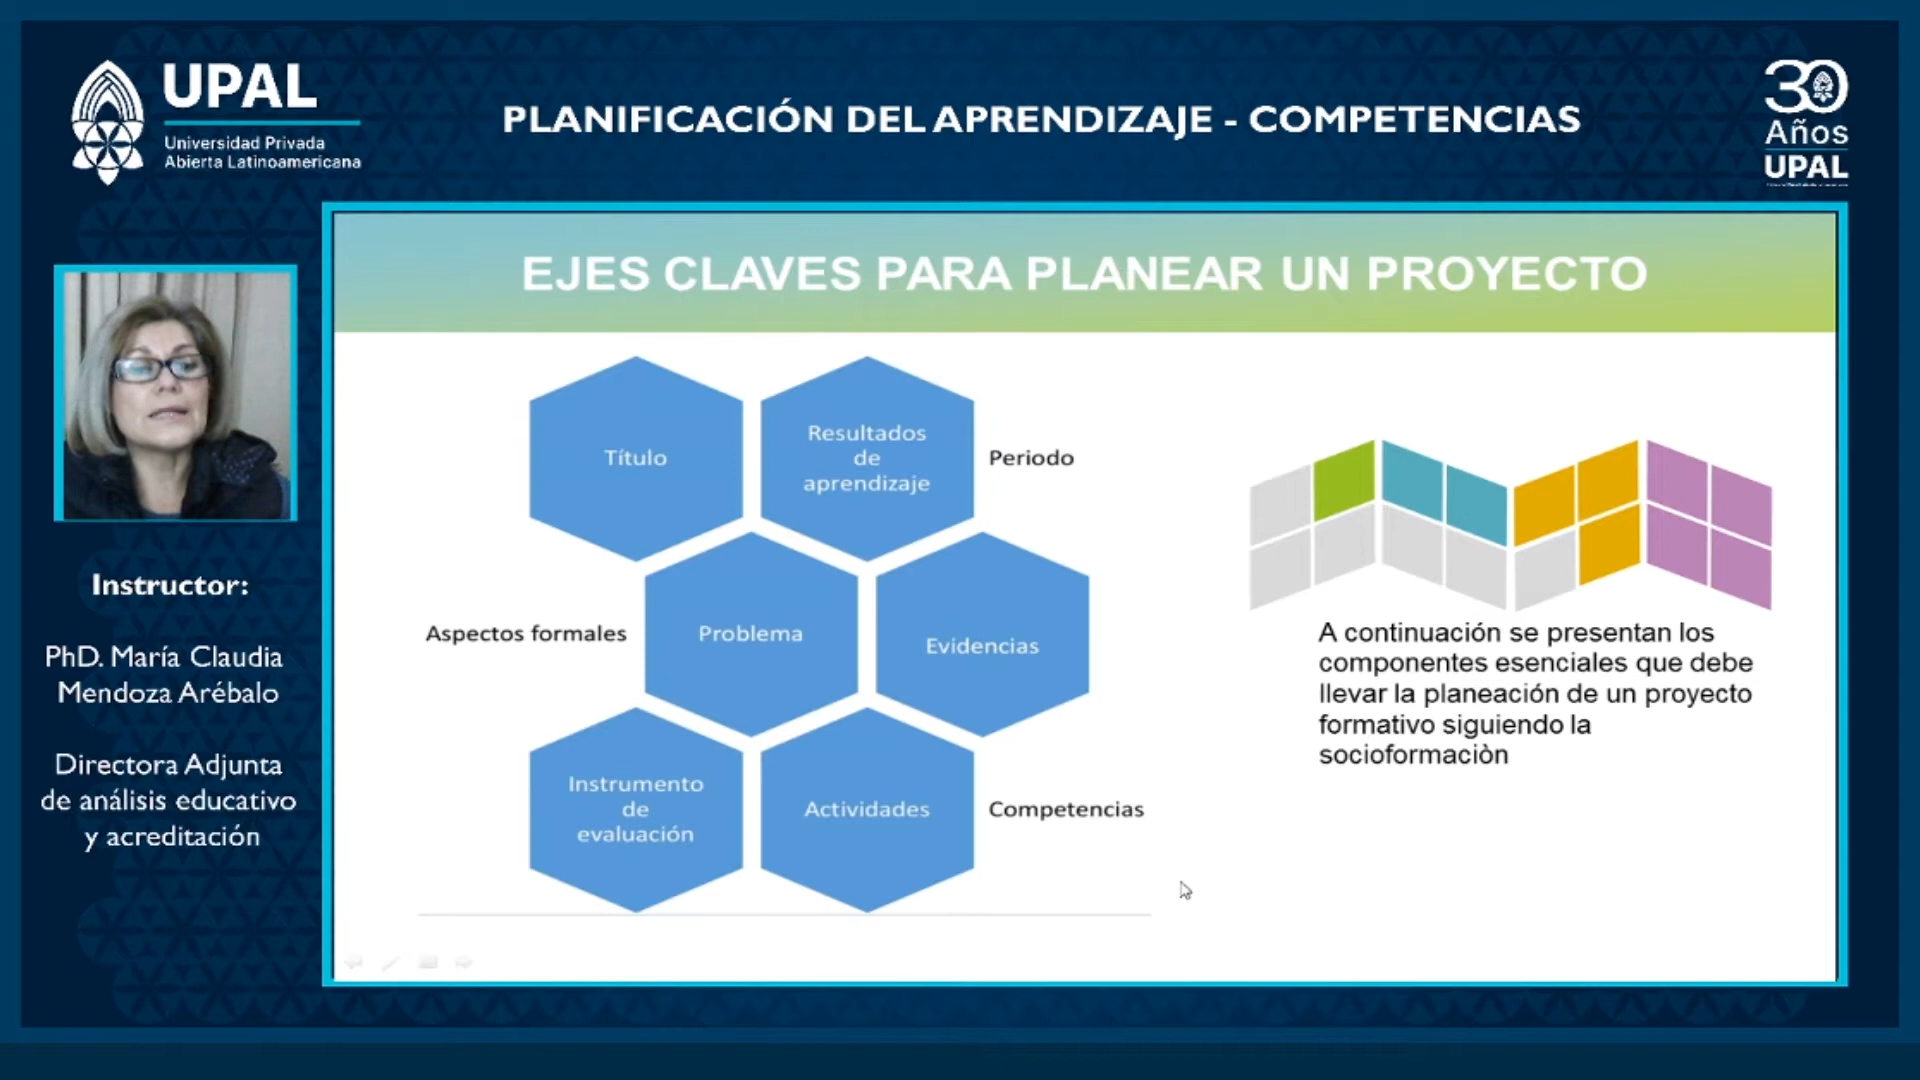 UPAL
Universidad Privada
Abierta Latinoamericana
PLANIFICACIÓN DEL APRENDIZAJE - COMPETENCIAS
30
Años
UPAL
Instructor:
PhD. María Claudia
Mendoza Arébalo
Directora Adjunta
de análisis educativo
y acreditación
EJES CLAVES PARA PLANEAR UN PROYECTO
Título
Resultados
de
aprendizaje
Periodo
Aspectos formales
Problema
Evidencias
Instrumento
de
evaluación
Actividades
Competencias
A continuación se presentan los
componentes esenciales que debe
llevar la planeación de un proyecto
formativo siguiendo la
socioformaciòn